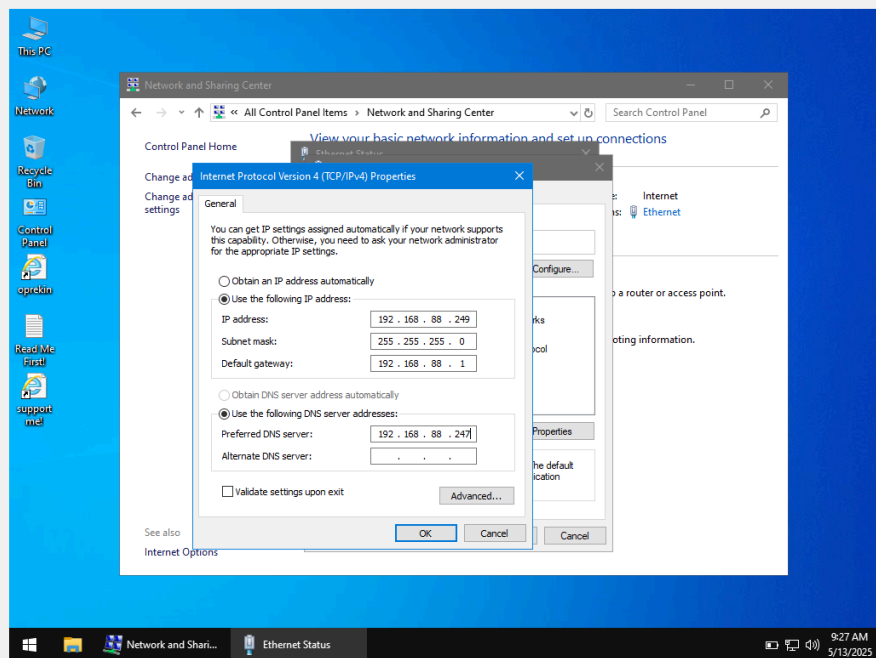 This PC
Network
Recycle
Bin
Control
Panel
oprekin
Read Me
First!
support
me!
Network and Sharing Center
« All Control Panel Items › Network and Sharing Center
Search Control Panel
Control Panel Home
View your basic network information and set up connections
Ethernet Status
Change ad
Change ad
settings
Internet
Ethernet
Internet Protocol Version 4 (TCP/IPv4) Properties
General
You can get IP settings assigned automatically if your network supports
this capability. Otherwise, you need to ask your network administrator
for the appropriate IP settings.
Obtain an IP address automatically
Use the following IP address:
IP address: 192 . 168 . 88 . 249
Subnet mask: 255 . 255 . 255 . 0
Default gateway: 192 . 168 . 88 . 1
Obtain DNS server address automatically
Use the following DNS server addresses:
Preferred DNS server: 192 . 168 . 88 . 247
Alternate DNS server: . . .
Validate settings upon exit
Advanced...
OK
Cancel
Configure...
a router or access point.
rks
ocol
oting information.
Properties
he default
ication
Cancel
See also
Internet Options
Network and Shari...
Ethernet Status
9:27 AM
5/13/2025